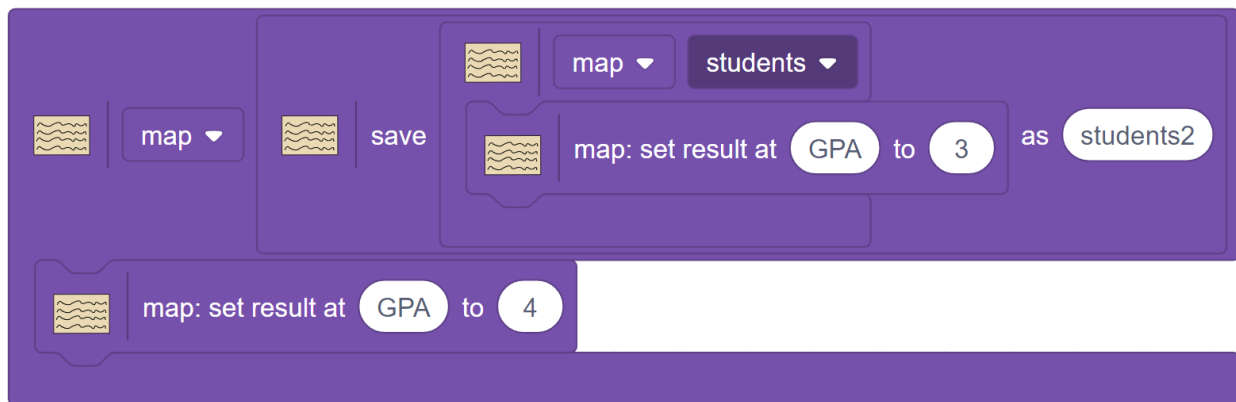 map students
map save as students2
map: set result at GPA to 3
map: set result at GPA to 4